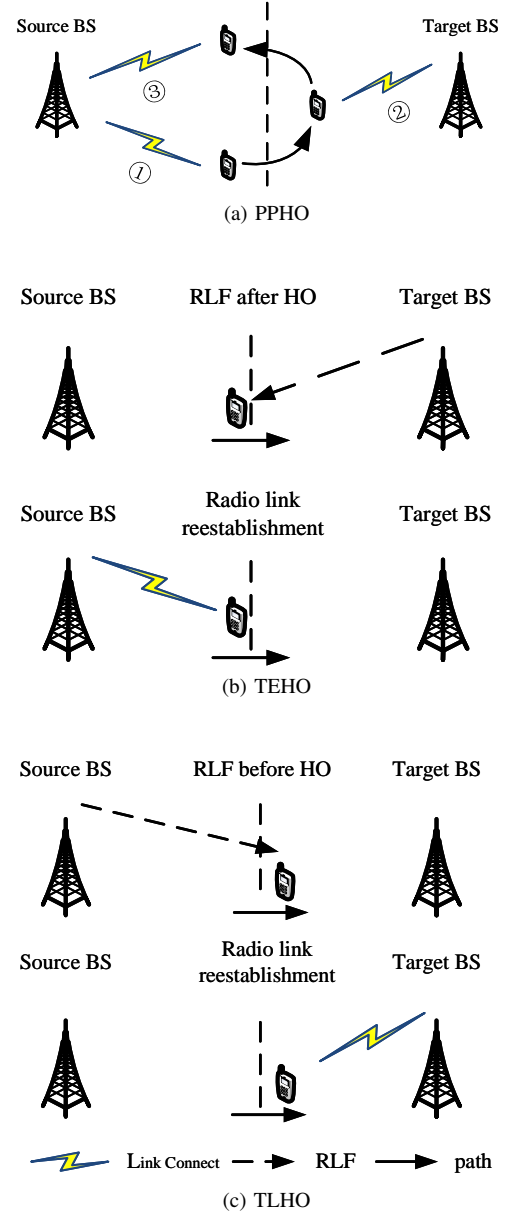 Source BS Target BS
③ ②
①
(a) PPHO
Source BS RLF after HO Target BS
Source BS Radio link reestablishment Target BS
(b) TEHO
Source BS RLF before HO Target BS
Source BS Radio link reestablishment Target BS
Link Connect RLF path
(c) TLHO